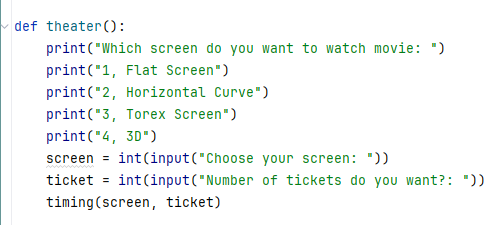 def theater():
    print("Which screen do you want to watch movie: ")
    print("1, Flat Screen")
    print("2, Horizontal Curve")
    print("3, Torex Screen")
    print("4, 3D")
    screen = int(input("Choose your screen: "))
    ticket = int(input("Number of tickets do you want?: "))
    timing(screen, ticket)